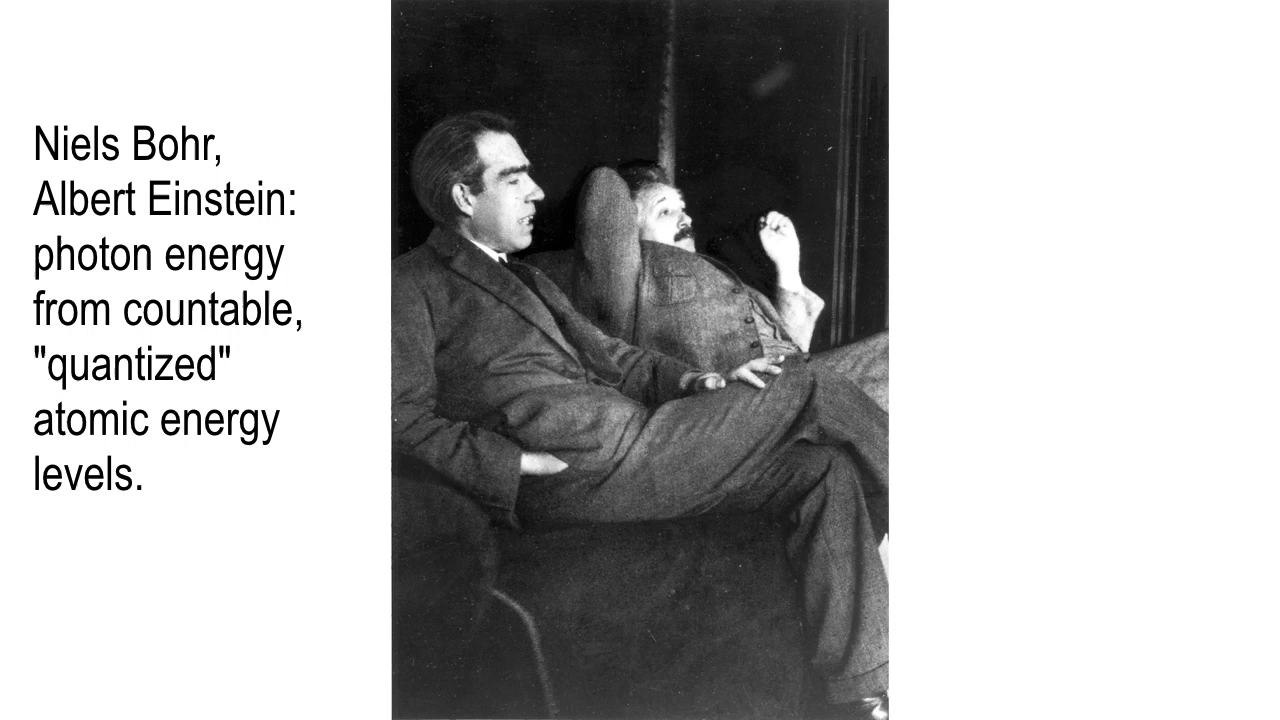 Niels Bohr,
Albert Einstein:
photon energy
from countable,
"quantized"
atomic energy
levels.